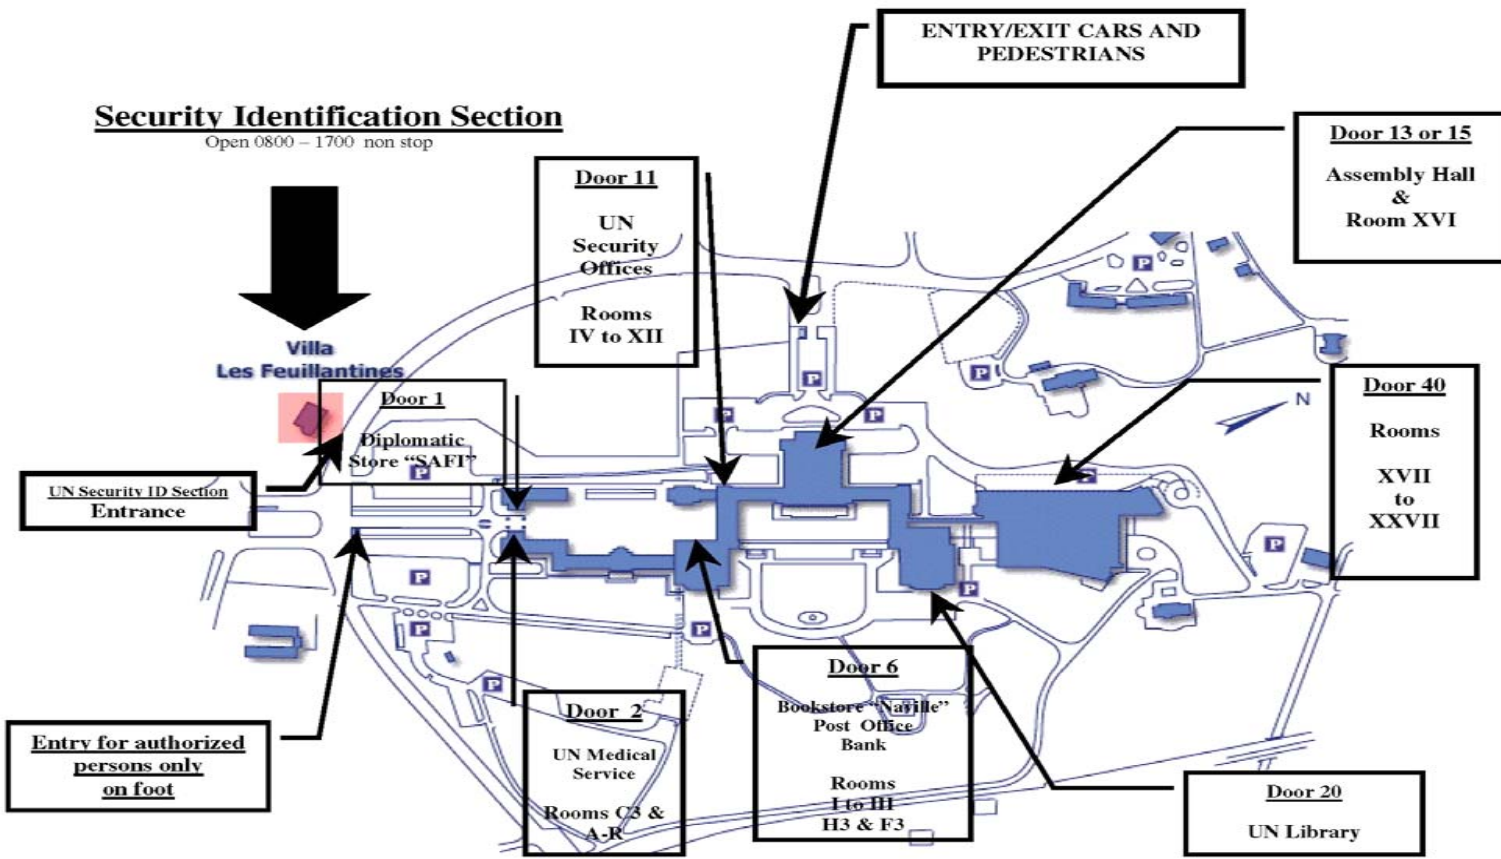 ENTRY/EXIT CARS AND
PEDESTRIANS
Security Identification Section
Open 0800 – 1700 non stop
Door 13 or 15
Assembly Hall
&
Room XVI
Door 11
UN
Security
Offices
Rooms
IV to XII
Villa
Les Feuillantines
Door 1
Diplomatic
Store “SAFI”
Door 40
Rooms
XVII
to
XXVII
N
UN Security ID Section
Entrance
P
P
P
P
P
P
P
P
P
P
P
P
P
Entry for authorized
persons only
on foot
Door 2
UN Medical
Service
Rooms C3 &
A-R
Door 6
Bookstore “Naville”
Post Office
Bank
Rooms
I to III
H3 & F3
Door 20
UN Library